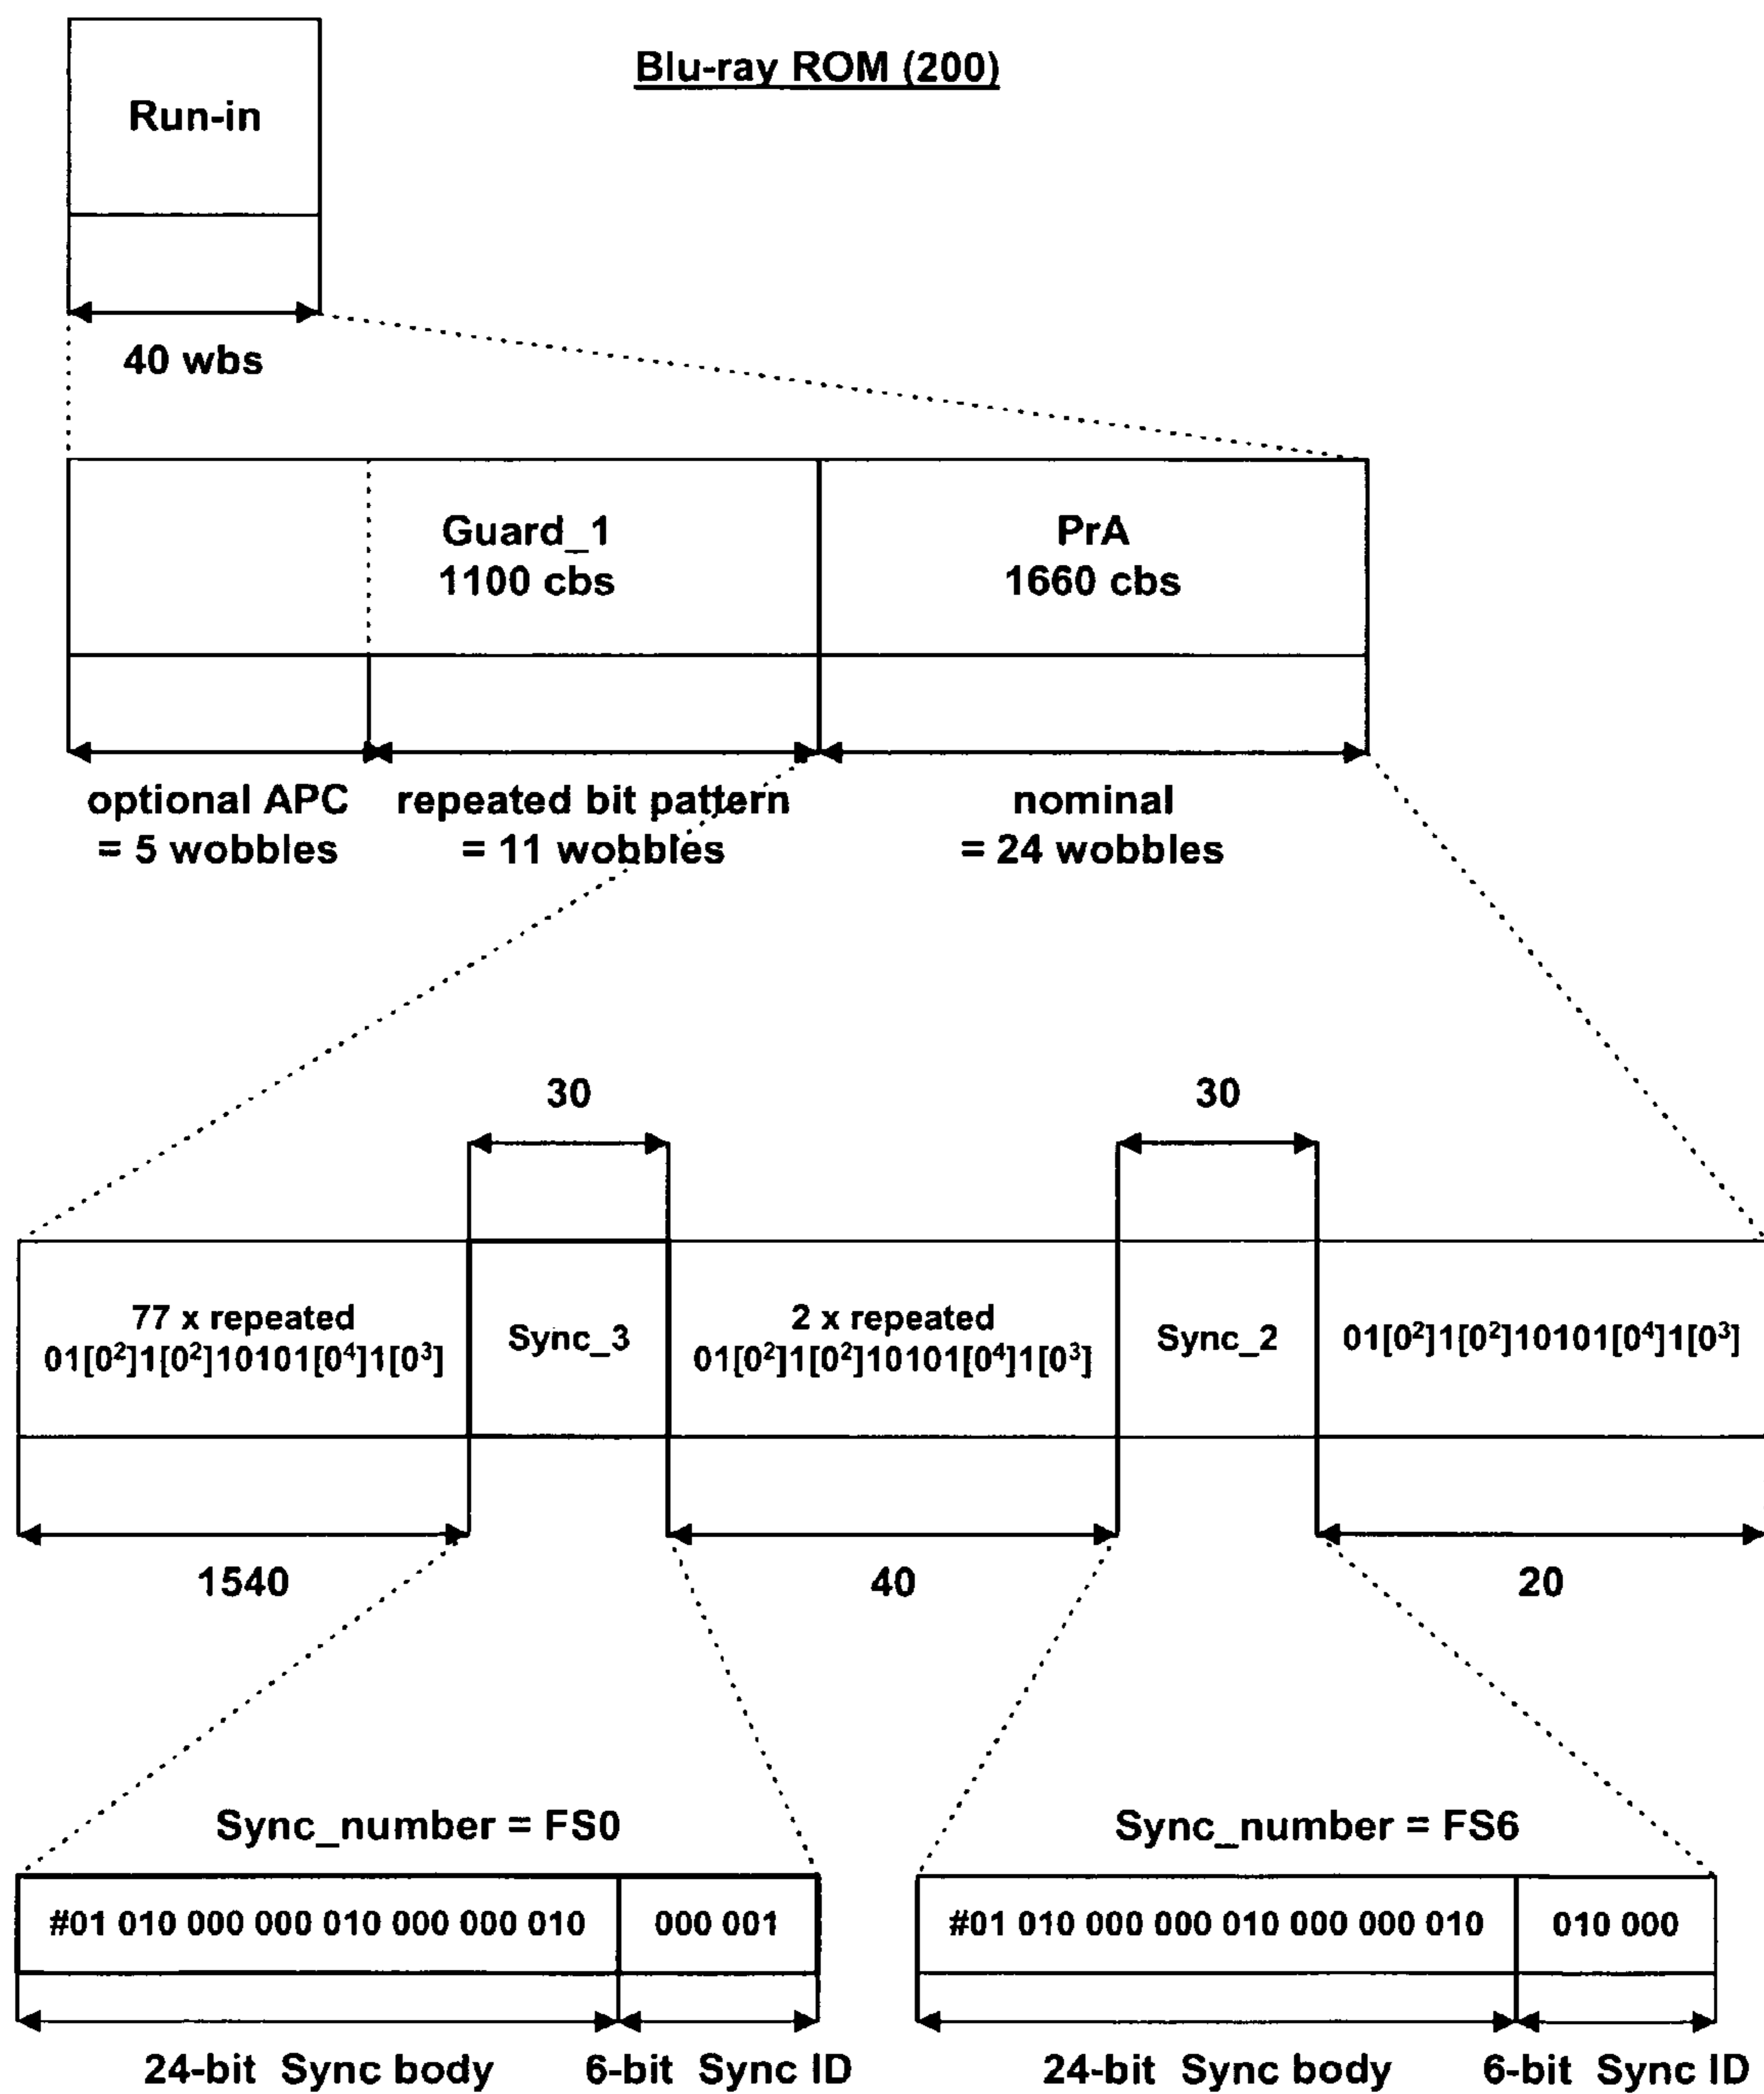 Blu-ray ROM (200)
Run-in
40 wbs
Guard_1
1100 cbs
PrA
1660 cbs
optional APC
= 5 wobbles
repeated bit pattern
= 11 wobbles
nominal
= 24 wobbles
30
30
77 x repeated
01[0²]1[0²]10101[0⁴]1[0³]
Sync_3
2 x repeated
01[0²]1[0²]10101[0⁴]1[0³]
Sync_2
01[0²]1[0²]10101[0⁴]1[0³]
1540
40
20
Sync_number = FS0
Sync_number = FS6
#01 010 000 000 010 000 000 010
000 001
#01 010 000 000 010 000 000 010
010 000
24-bit Sync body
6-bit Sync ID
24-bit Sync body
6-bit Sync ID